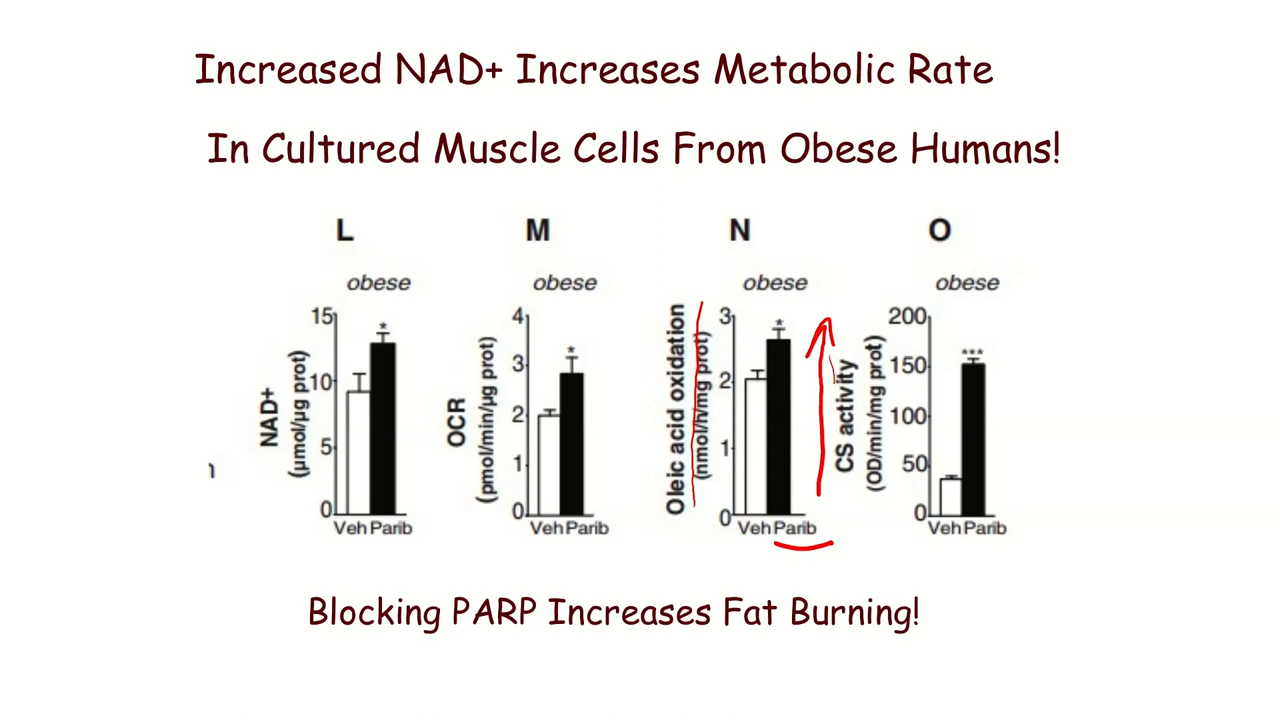 Increased NAD+ Increases Metabolic Rate
In Cultured Muscle Cells From Obese Humans!
L M N O
obese obese obese obese
NAD+
(µmol/µg prot)
15
10
5
0
Veh Parib
OCR
(pmol/min/µg prot)
4
3
2
1
0
Veh Parib
Oleic acid oxidation
(nmol/h/mg prot)
3
2
1
0
Veh Parib
CS activity
(OD/min/mg prot)
200
150
100
50
0
Veh Parib
*
*
*
***
n
Blocking PARP Increases Fat Burning!